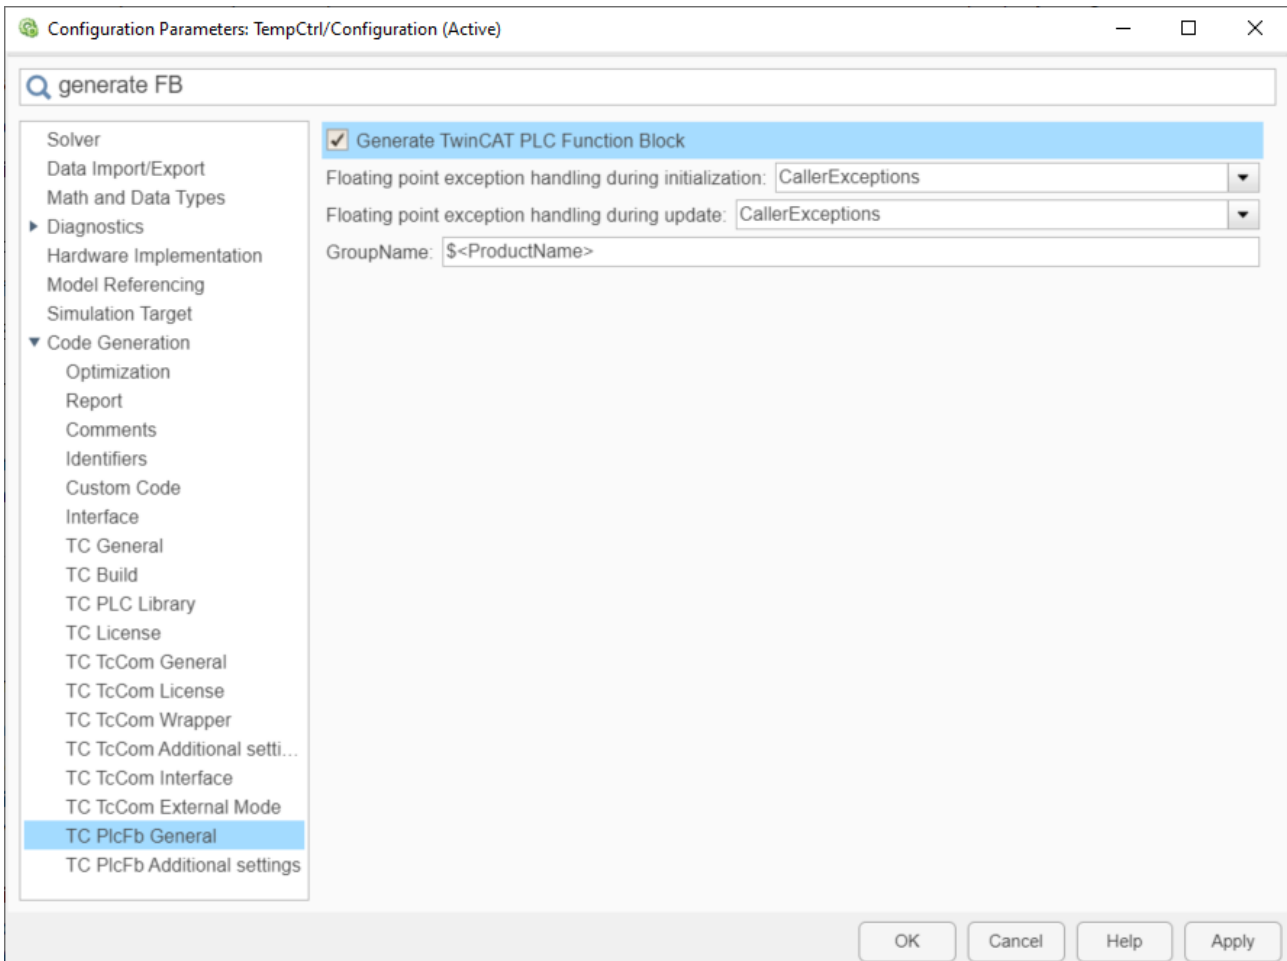 Configuration Parameters: TempCtrl/Configuration (Active)
generate FB
Solver
Data Import/Export
Math and Data Types
Diagnostics
Hardware Implementation
Model Referencing
Simulation Target
Code Generation
Optimization
Report
Comments
Identifiers
Custom Code
Interface
TC General
TC Build
TC PLC Library
TC License
TC TcCom General
TC TcCom License
TC TcCom Wrapper
TC TcCom Additional setti...
TC TcCom Interface
TC TcCom External Mode
TC PlcFb General
TC PlcFb Additional settings
Generate TwinCAT PLC Function Block
Floating point exception handling during initialization: CallerExceptions
Floating point exception handling during update: CallerExceptions
GroupName: $<ProductName>
OK Cancel Help Apply